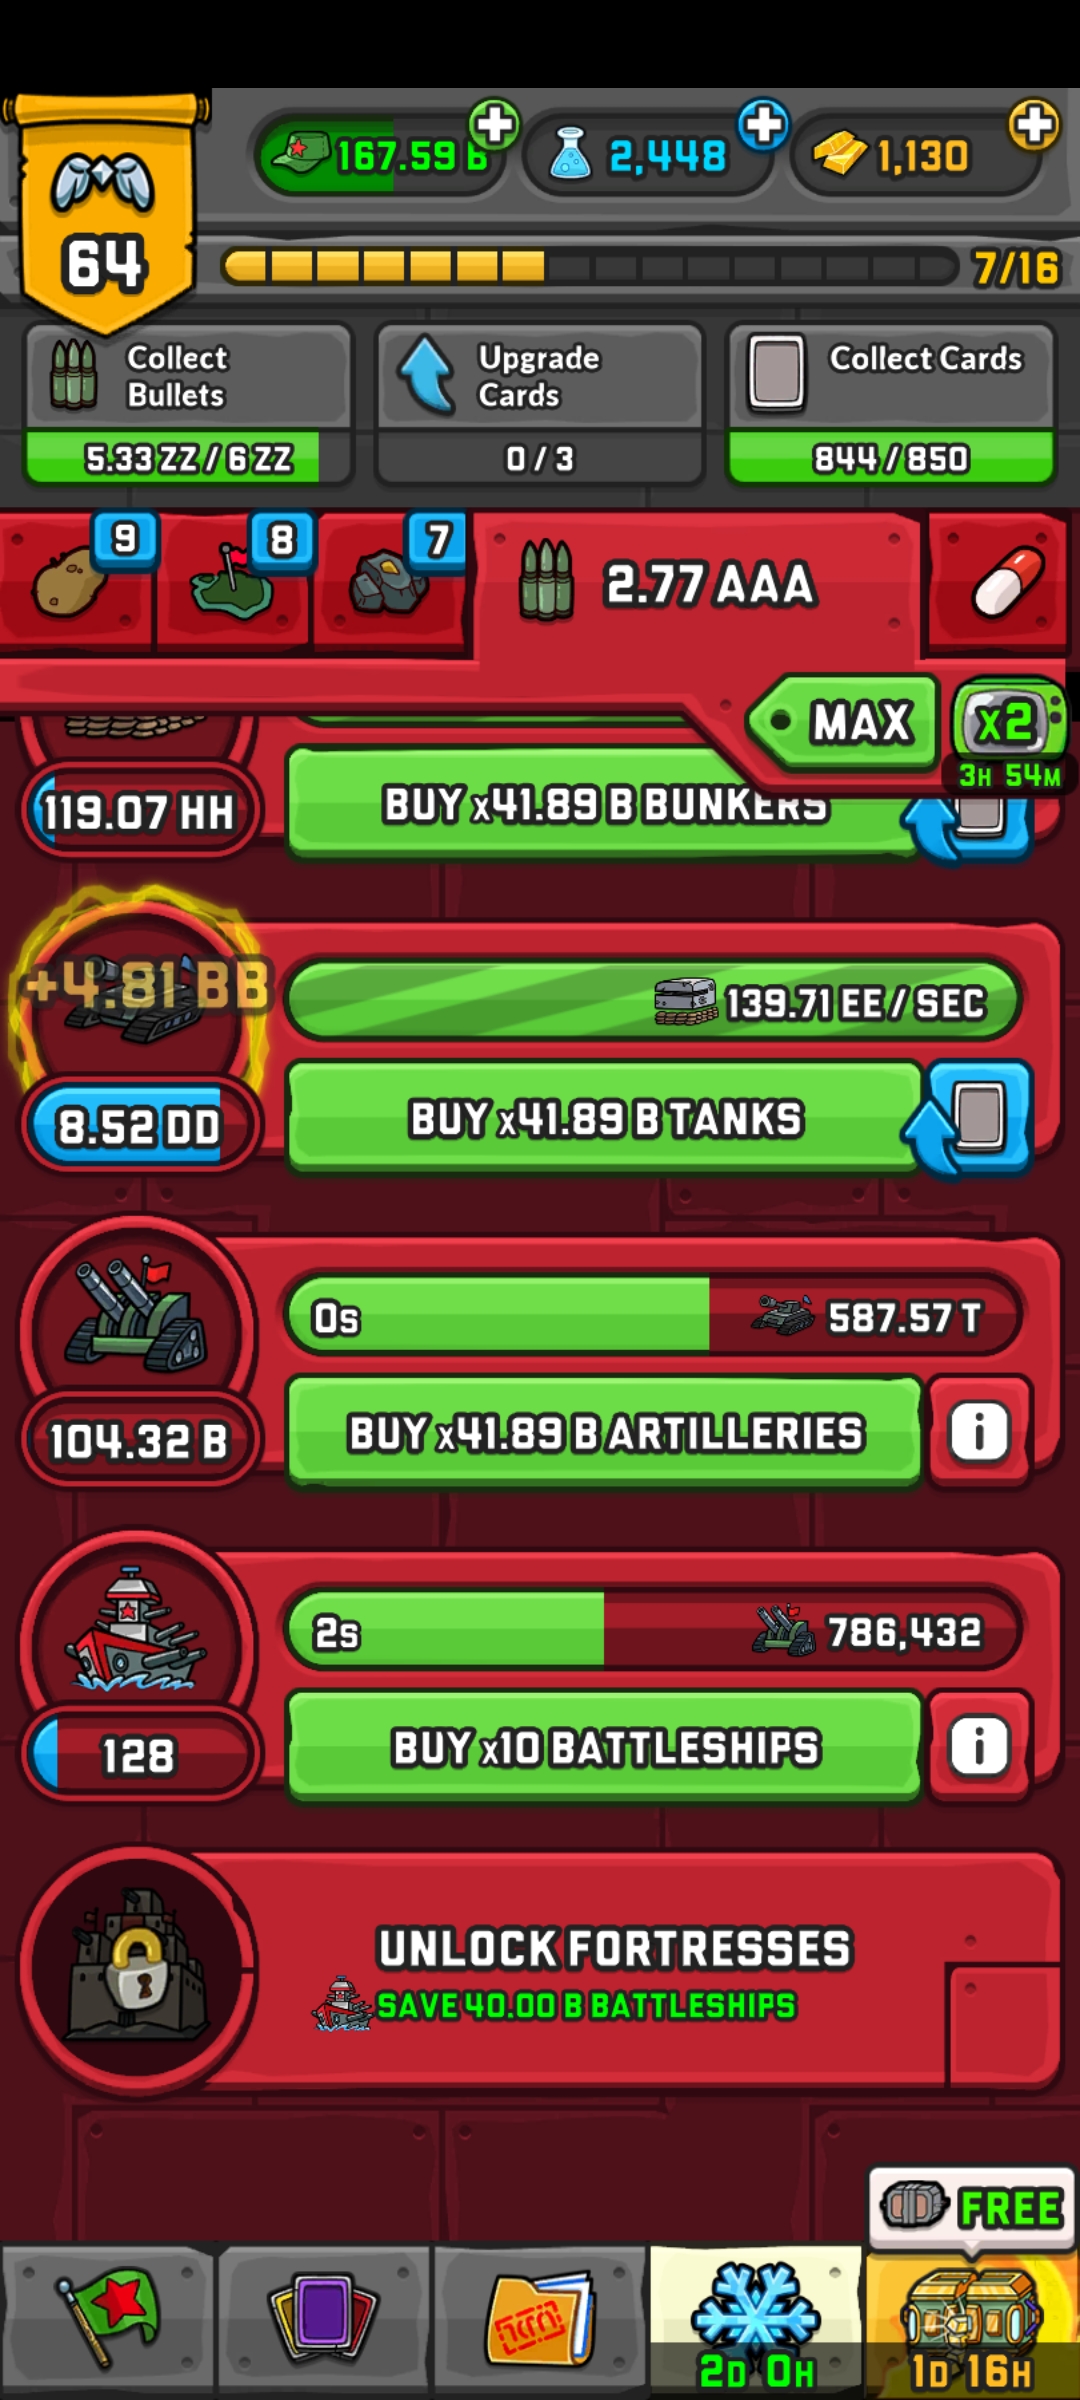 167.59 B
2,448
1,130
64
7/16
Collect
Bullets
Upgrade
Cards
Collect Cards
5.33 ZZ / 6 ZZ
0 / 3
844 / 850
9
8
7
2.77 AAA
MAX
x2
3H 54M
119.07 HH
BUY x41.89 B BUNKERS
+4.81 BB
139.71 EE / SEC
8.52 DD
BUY x41.89 B TANKS
0s
587.57 T
104.32 B
BUY x41.89 B ARTILLERIES
i
2s
786,432
128
BUY x10 BATTLESHIPS
i
UNLOCK FORTRESSES
SAVE 40.00 B BATTLESHIPS
FREE
2D 0H
1D 16H